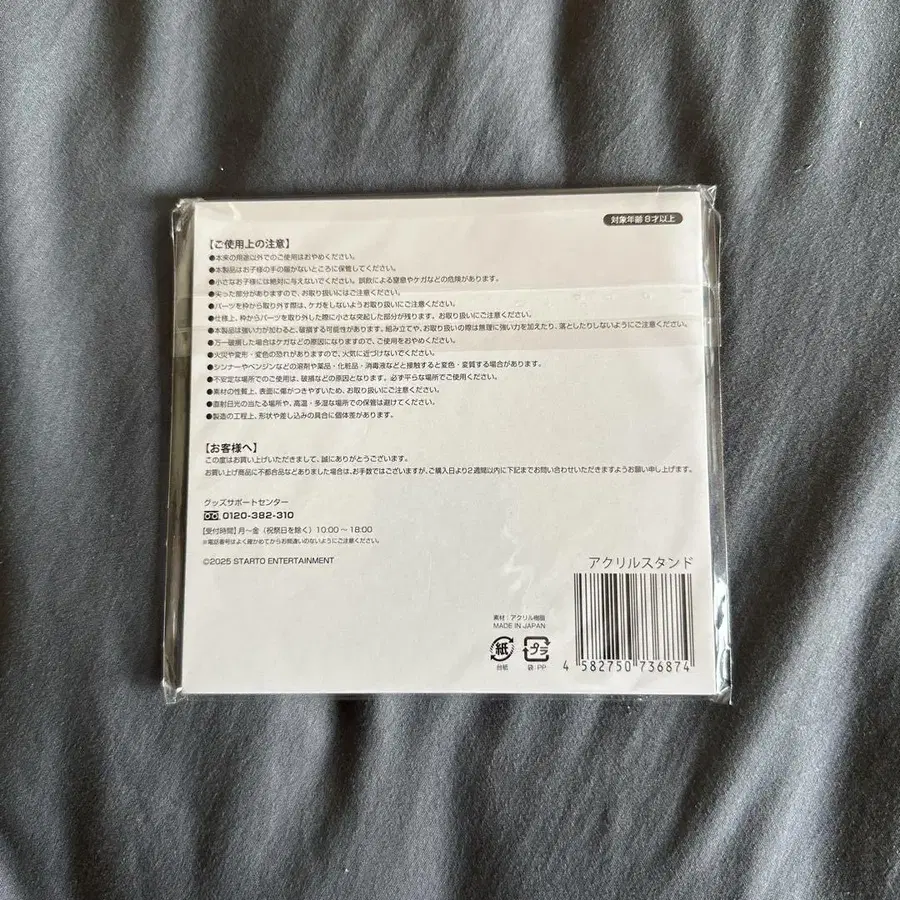 対象年齢 8才以上
【ご使用上の注意】
●本来の用途以外でのご使用はおやめください。
●本製品はお子様の手の届かないところに保管してください。
●小さなお子様には絶対に与えないでください。誤飲による窒息やケガなどの危険があります。
●尖った部分がありますので、お取り扱いにはご注意ください。
●パーツを枠から取り外す際は、ケガをしないようお取り扱いにご注意ください。
●仕様上、枠からパーツを取り外した際に小さな突起した部分が残ります。お取り扱いにご注意ください。
●本製品は強い力が加わると、破損する可能性があります。組み立てや、お取り扱いの際は無理に強い力を加えたり、落としたりしないようにご注意ください。
●万一破損した場合はケガなどの原因になりますので、ご使用をおやめください。
●火災や変形・変色の恐れがありますので、火気に近づけないでください。
●シンナーやベンジンなどの溶剤や薬品・化粧品・消毒液などと接触すると変色・変質する場合があります。
●不安定な場所でのご使用は、破損などの原因となります。必ず平らな場所でご使用ください。
●素材の性質上、表面に傷がつきやすいため、お取り扱いにご注意ください。
●直射日光の当たる場所や、高温・多湿な場所での保管は避けてください。
●製造の工程上、形状や差し込みの具合に個体差があります。
【お客様へ】
この度はお買い上げいただきまして、誠にありがとうございます。
お買い上げ商品に不都合品などありました場合は、お手数ではございますが、ご購入日より2週間以内に下記までお問い合わせいただきますようお願い申し上げます。
グッズサポートセンター
0120-382-310
【受付時間】月～金（祝祭日を除く）10:00～18:00
※電話番号はよく確かめてからお間違いのないようにご注意ください。
©2025 STARTO ENTERTAINMENT
アクリルスタンド
素材：アクリル樹脂
MADE IN JAPAN
紙
台紙
プラ
袋:PP
4 582750 736874